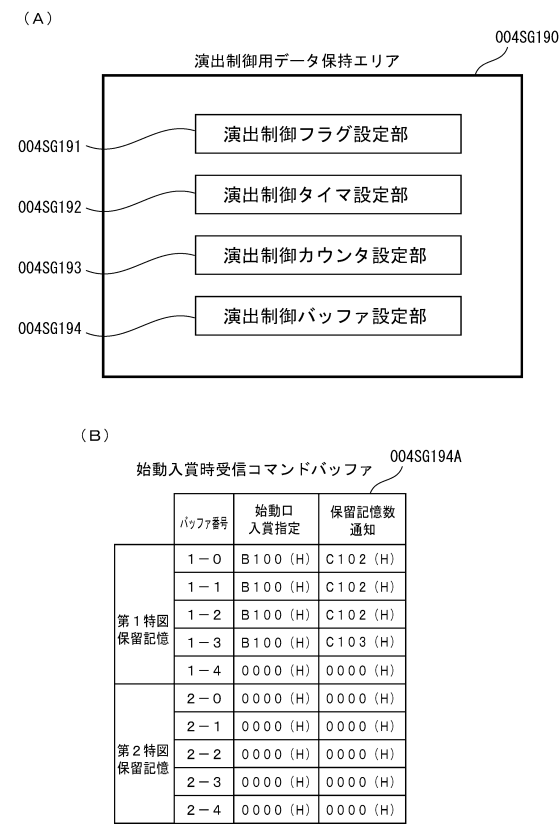 （A）
004SG190
演出制御用データ保持エリア
004SG191
演出制御フラグ設定部
004SG192
演出制御タイマ設定部
004SG193
演出制御カウンタ設定部
004SG194
演出制御バッファ設定部
（B）
004SG194A
始動入賞時受信コマンドバッファ
バッファ番号 始動口 保留記憶数
入賞指定 通知
1－0 B100（H） C102（H）
1－1 B100（H） C102（H）
第1特図 1－2 B100（H） C102（H）
保留記憶 1－3 B100（H） C103（H）
1－4 0000（H） 0000（H）
2－0 0000（H） 0000（H）
2－1 0000（H） 0000（H）
第2特図 2－2 0000（H） 0000（H）
保留記憶 2－3 0000（H） 0000（H）
2－4 0000（H） 0000（H）